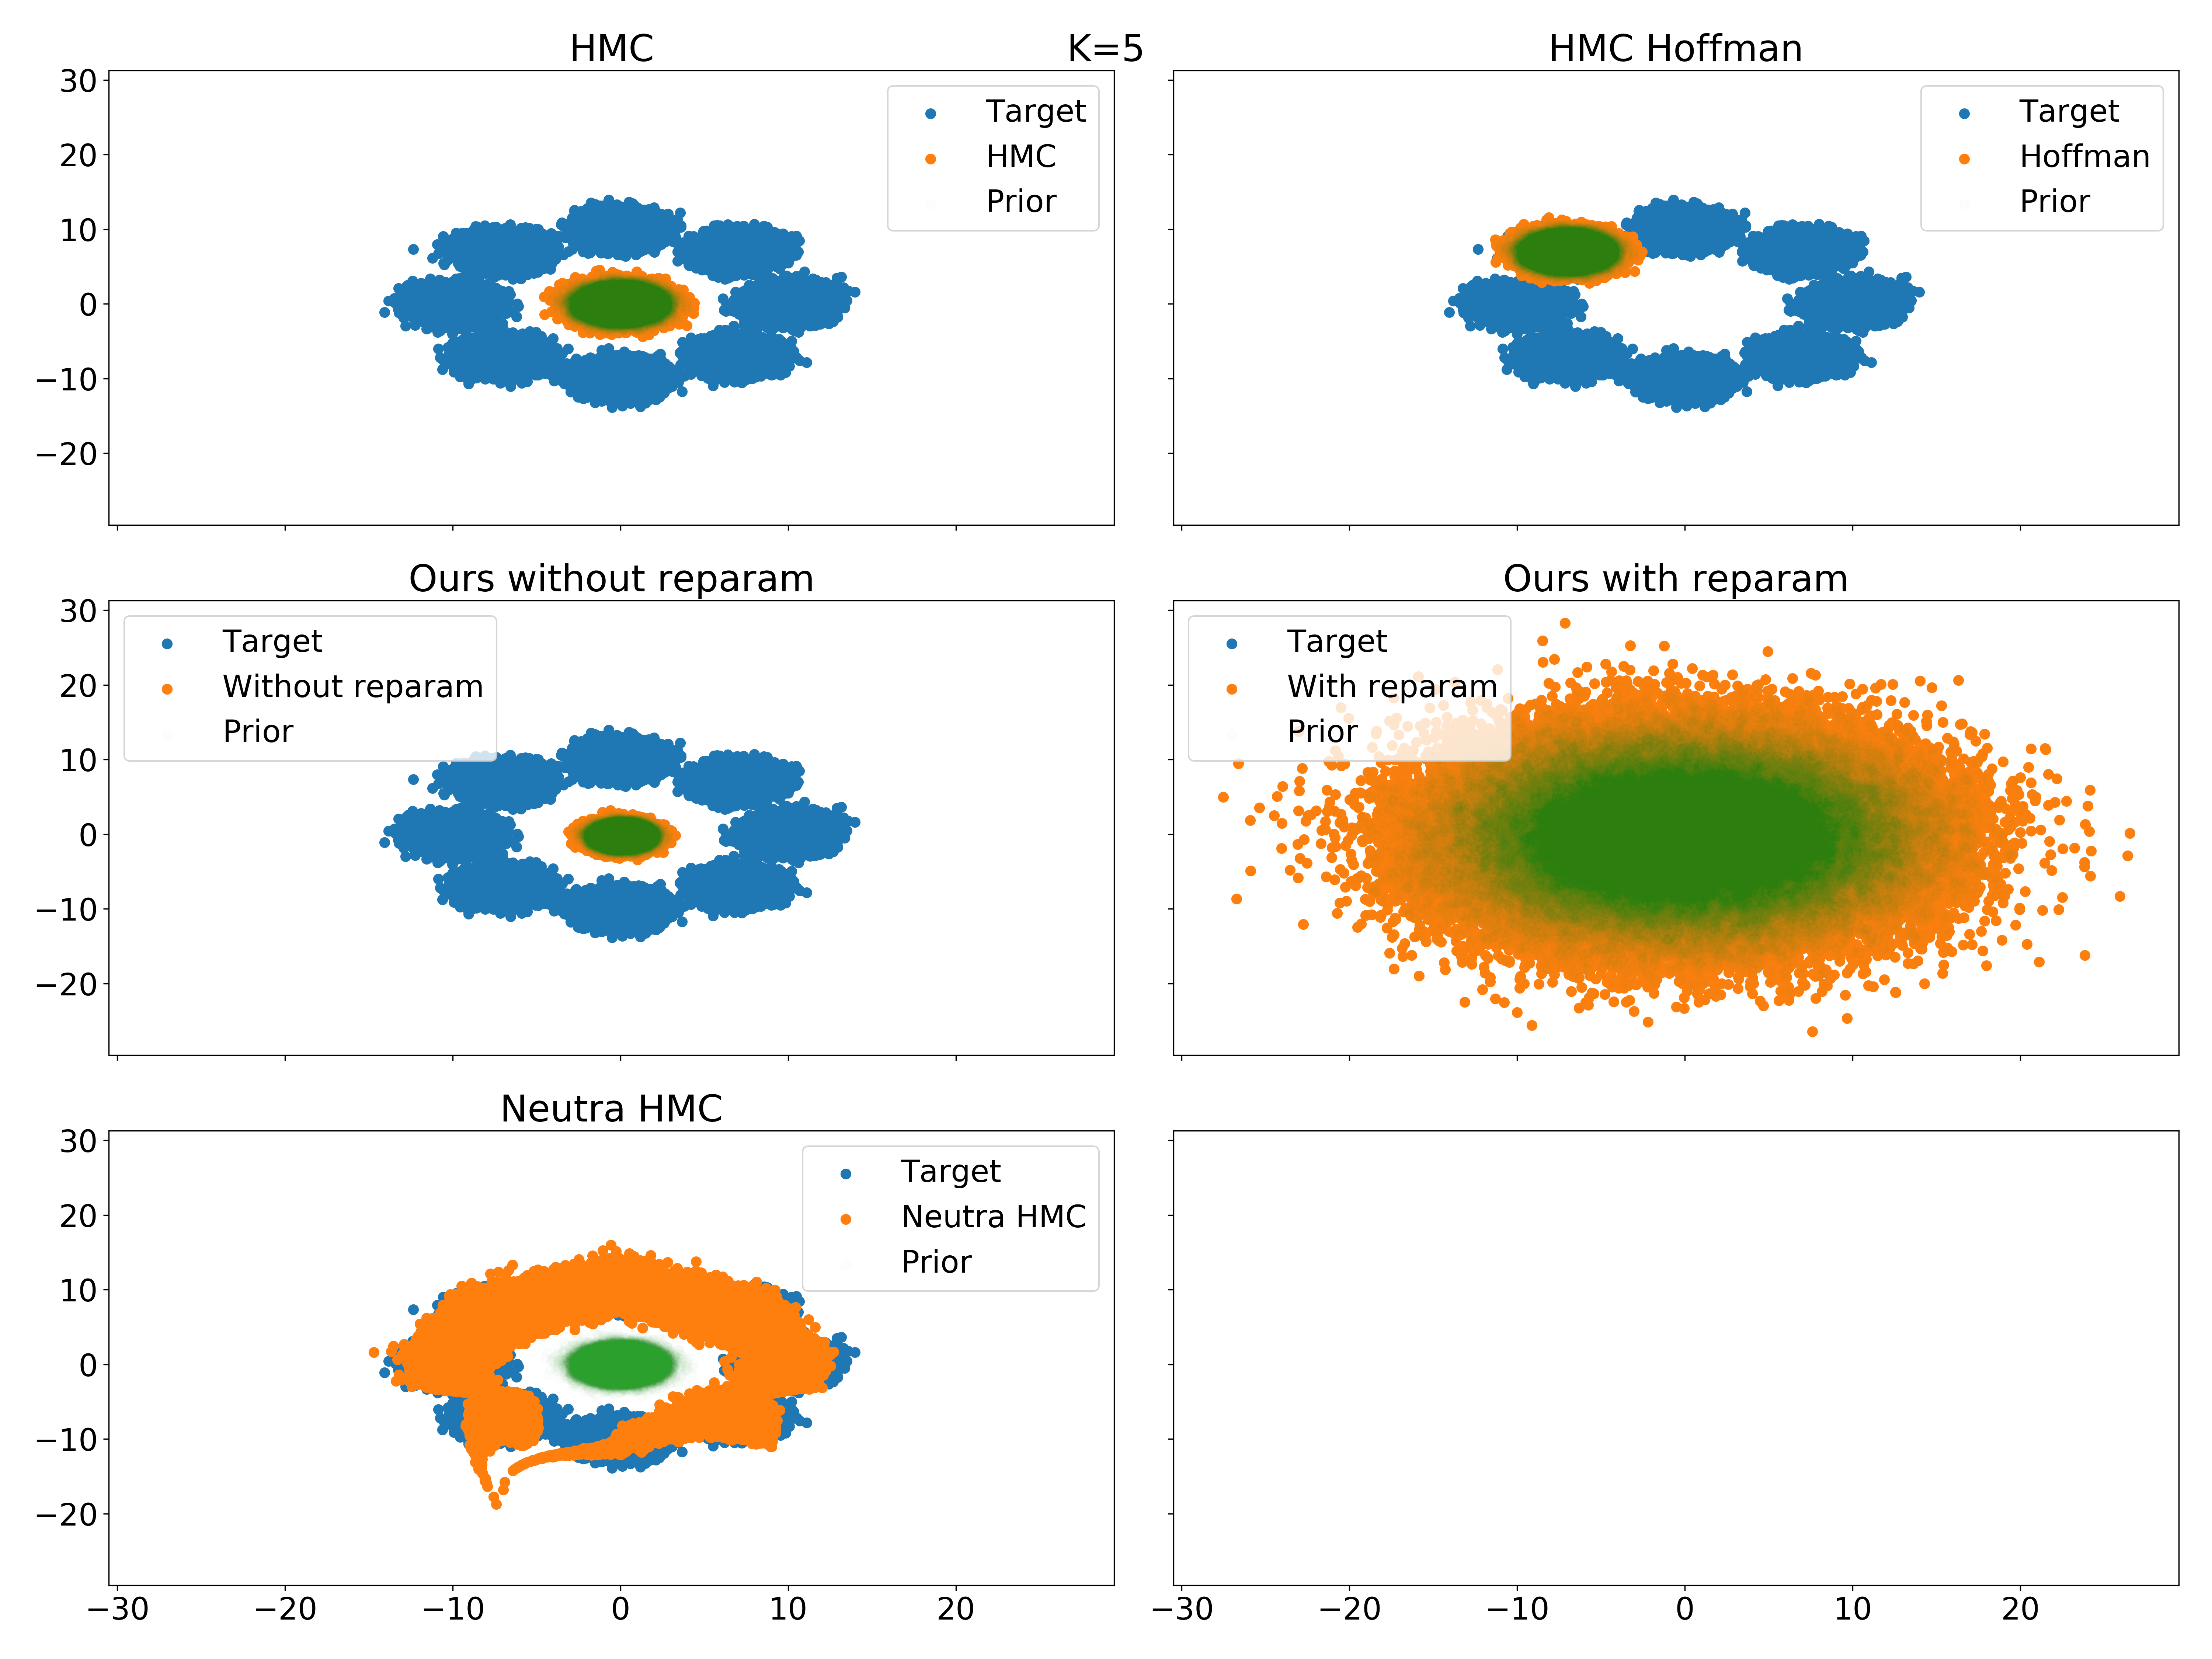 HMC
K=5
HMC Hoffman
30
20
10
0
−10
−20
Target
HMC
Prior
Target
Hoffman
Prior
Ours without reparam
Ours with reparam
30
20
10
0
−10
−20
Target
Without reparam
Prior
Target
With reparam
Prior
Neutra HMC
30
20
10
0
−10
−20
Target
Neutra HMC
Prior
−30 −20 −10 0 10 20
−30 −20 −10 0 10 20